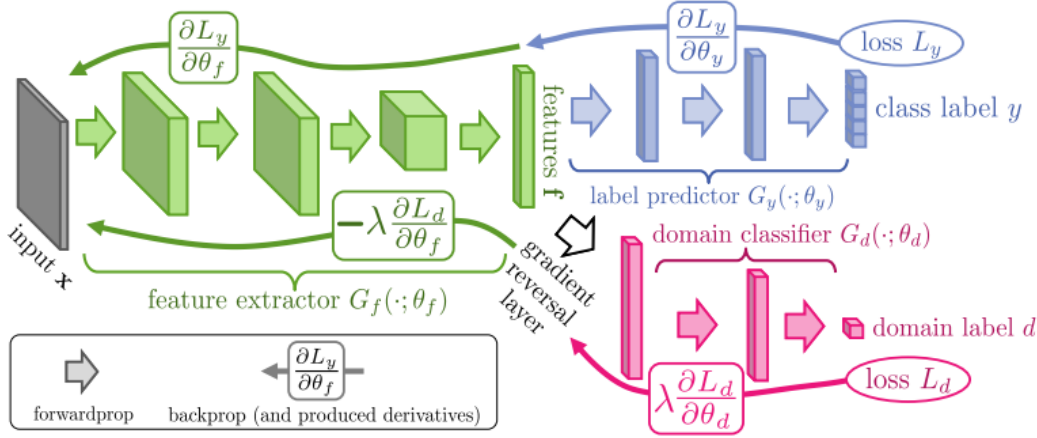 ∂L_y/∂θ_f
∂L_y/∂θ_y
loss L_y
features f
class label y
label predictor G_y(·; θ_y)
input x
−λ ∂L_d/∂θ_f
feature extractor G_f(·; θ_f)
gradient
reversal
layer
domain classifier G_d(·; θ_d)
domain label d
λ ∂L_d/∂θ_d
loss L_d
∂L_y/∂θ_f
forwardprop
backprop (and produced derivatives)